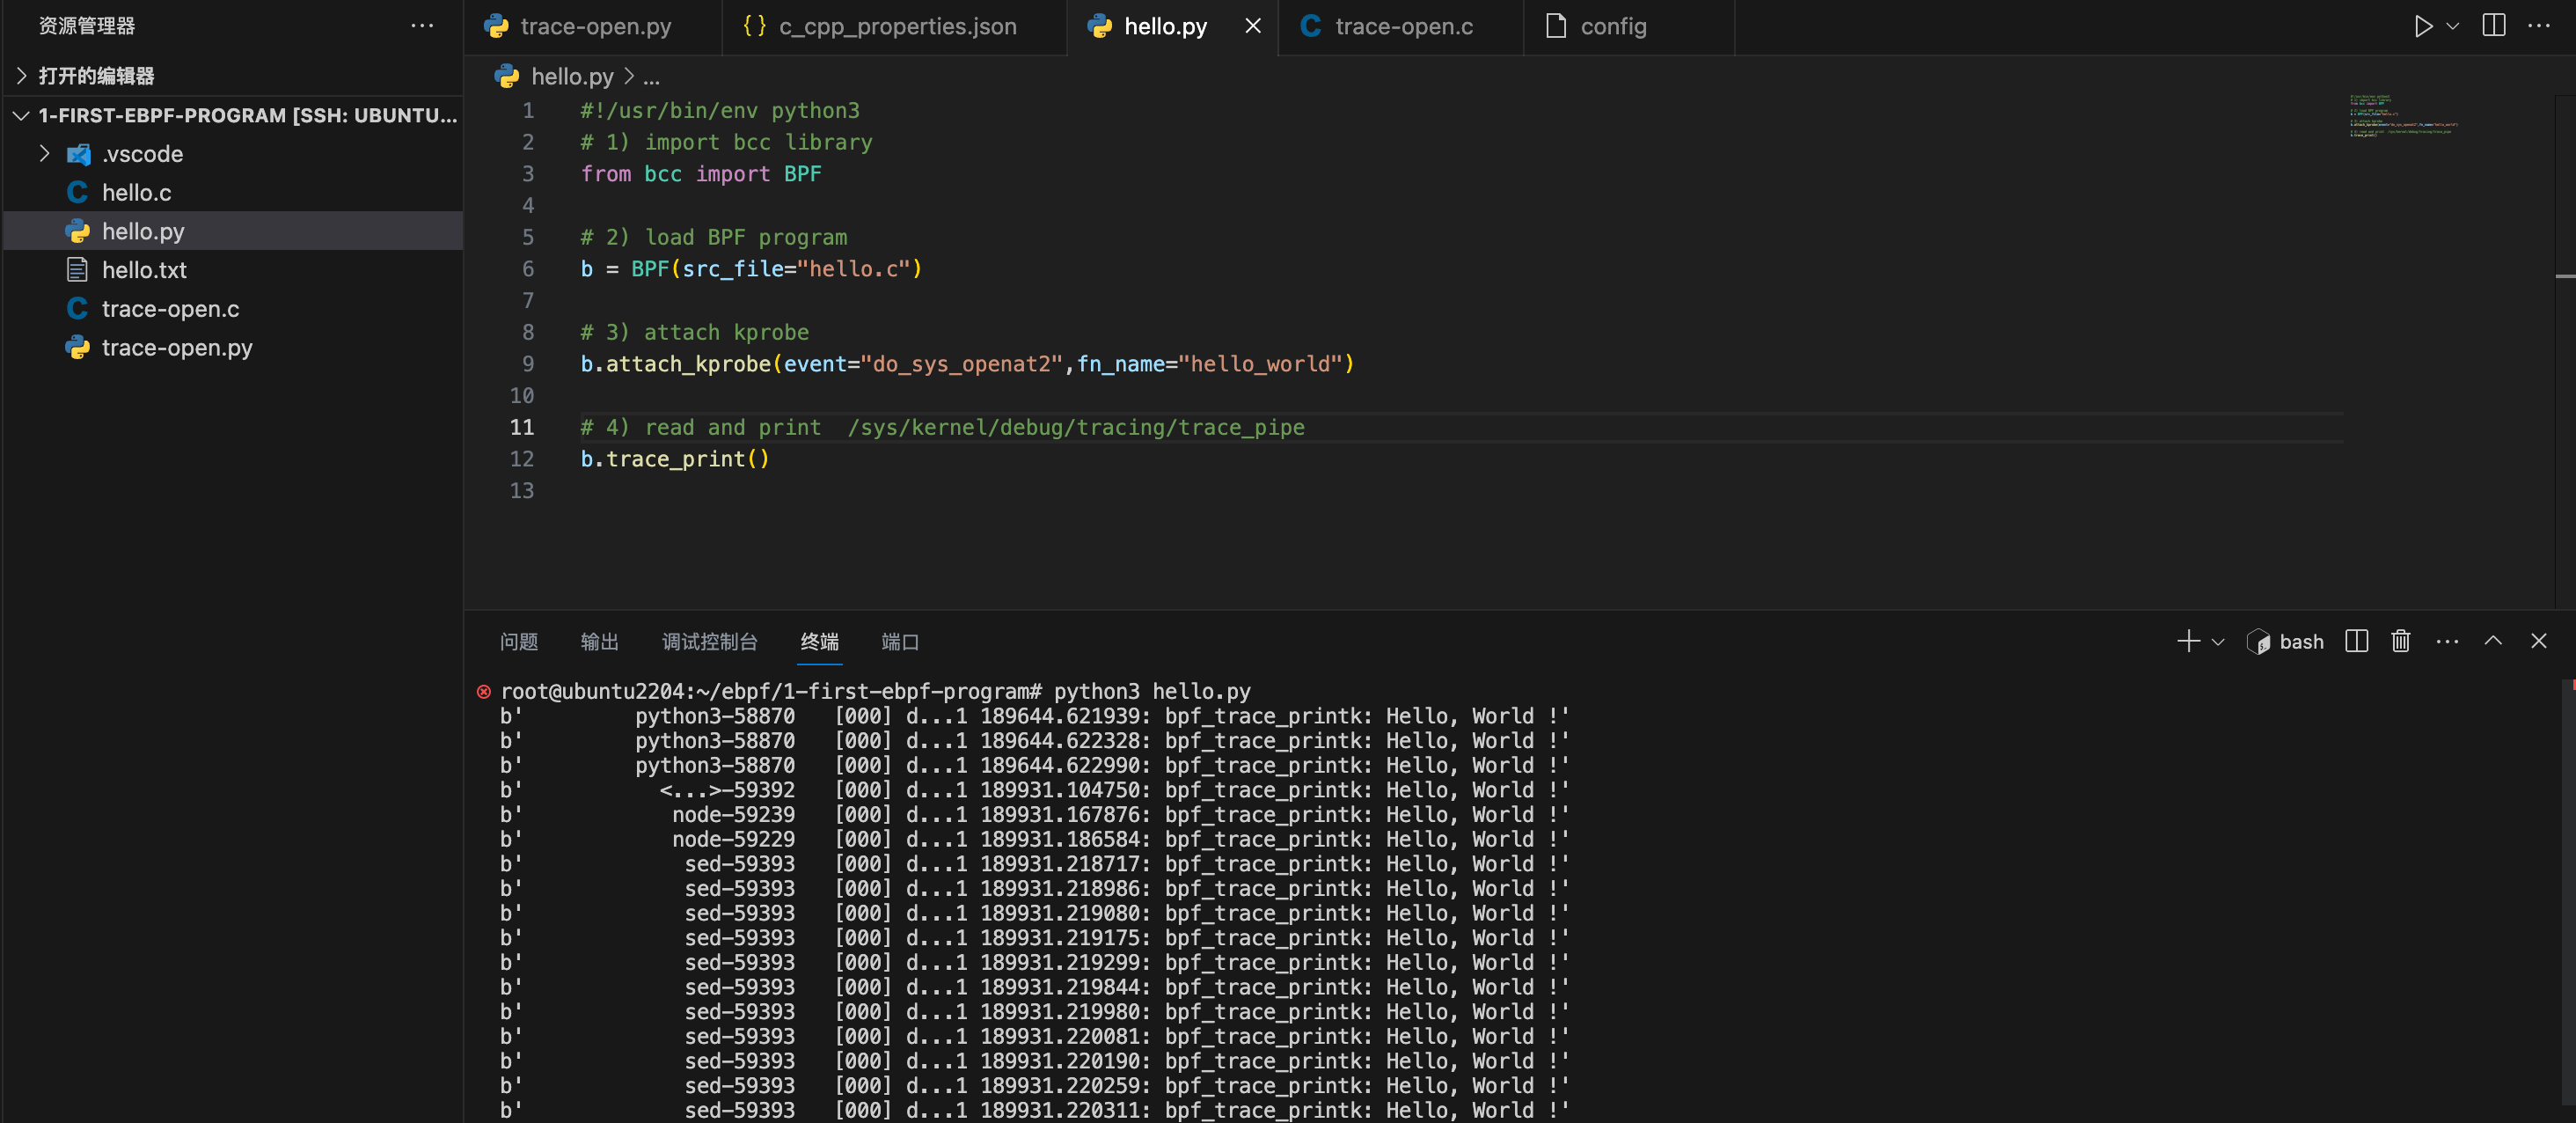 资源管理器
打开的编辑器
1-FIRST-EBPF-PROGRAM [SSH: UBUNTU...
.vscode
hello.c
hello.py
hello.txt
trace-open.c
trace-open.py
trace-open.py
{} c_cpp_properties.json
hello.py
trace-open.c
config
hello.py > ...
1 #!/usr/bin/env python3
2 # 1) import bcc library
3 from bcc import BPF
4
5 # 2) load BPF program
6 b = BPF(src_file="hello.c")
7
8 # 3) attach kprobe
9 b.attach_kprobe(event="do_sys_openat2",fn_name="hello_world")
10
11 # 4) read and print  /sys/kernel/debug/tracing/trace_pipe
12 b.trace_print()
13
问题 输出 调试控制台 终端 端口
bash
root@ubuntu2204:~/ebpf/1-first-ebpf-program# python3 hello.py
b'         python3-58870   [000] d...1 189644.621939: bpf_trace_printk: Hello, World !'
b'         python3-58870   [000] d...1 189644.622328: bpf_trace_printk: Hello, World !'
b'         python3-58870   [000] d...1 189644.622990: bpf_trace_printk: Hello, World !'
b'           <...>-59392   [000] d...1 189931.104750: bpf_trace_printk: Hello, World !'
b'            node-59239   [000] d...1 189931.167876: bpf_trace_printk: Hello, World !'
b'            node-59229   [000] d...1 189931.186584: bpf_trace_printk: Hello, World !'
b'             sed-59393   [000] d...1 189931.218717: bpf_trace_printk: Hello, World !'
b'             sed-59393   [000] d...1 189931.218986: bpf_trace_printk: Hello, World !'
b'             sed-59393   [000] d...1 189931.219080: bpf_trace_printk: Hello, World !'
b'             sed-59393   [000] d...1 189931.219175: bpf_trace_printk: Hello, World !'
b'             sed-59393   [000] d...1 189931.219299: bpf_trace_printk: Hello, World !'
b'             sed-59393   [000] d...1 189931.219844: bpf_trace_printk: Hello, World !'
b'             sed-59393   [000] d...1 189931.219980: bpf_trace_printk: Hello, World !'
b'             sed-59393   [000] d...1 189931.220081: bpf_trace_printk: Hello, World !'
b'             sed-59393   [000] d...1 189931.220190: bpf_trace_printk: Hello, World !'
b'             sed-59393   [000] d...1 189931.220259: bpf_trace_printk: Hello, World !'
b'             sed-59393   [000] d...1 189931.220311: bpf_trace_printk: Hello, World !'